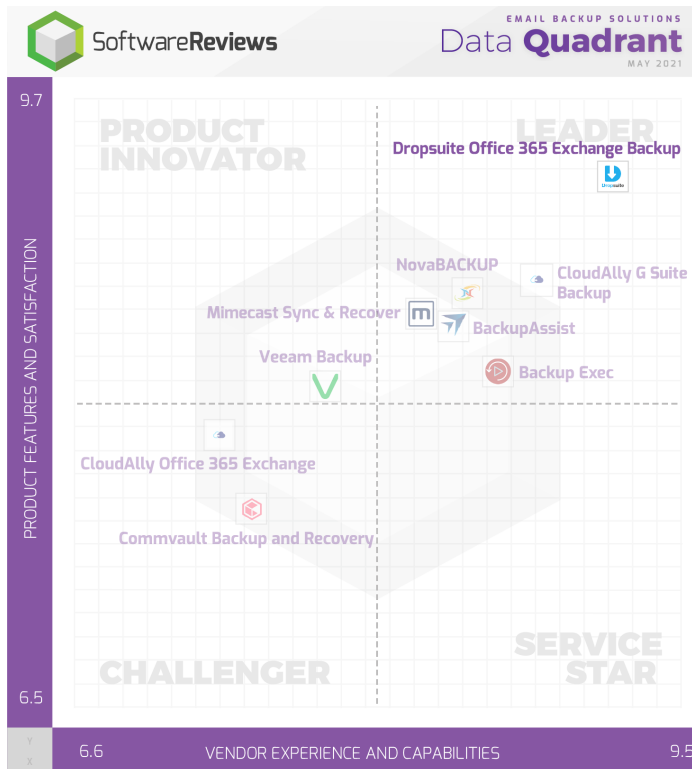 SoftwareReviews
EMAIL BACKUP SOLUTIONS
Data Quadrant
MAY 2021
9.7
PRODUCT
INNOVATOR
LEADER
Dropsuite Office 365 Exchange Backup
Dropsuite
NovaBACKUP
CloudAlly G Suite
Backup
Mimecast Sync & Recover
m
BackupAssist
Veeam Backup
Backup Exec
PRODUCT FEATURES AND SATISFACTION
CloudAlly Office 365 Exchange
Commvault Backup and Recovery
CHALLENGER
SERVICE
STAR
6.5
Y
X
6.6
VENDOR EXPERIENCE AND CAPABILITIES
9.5